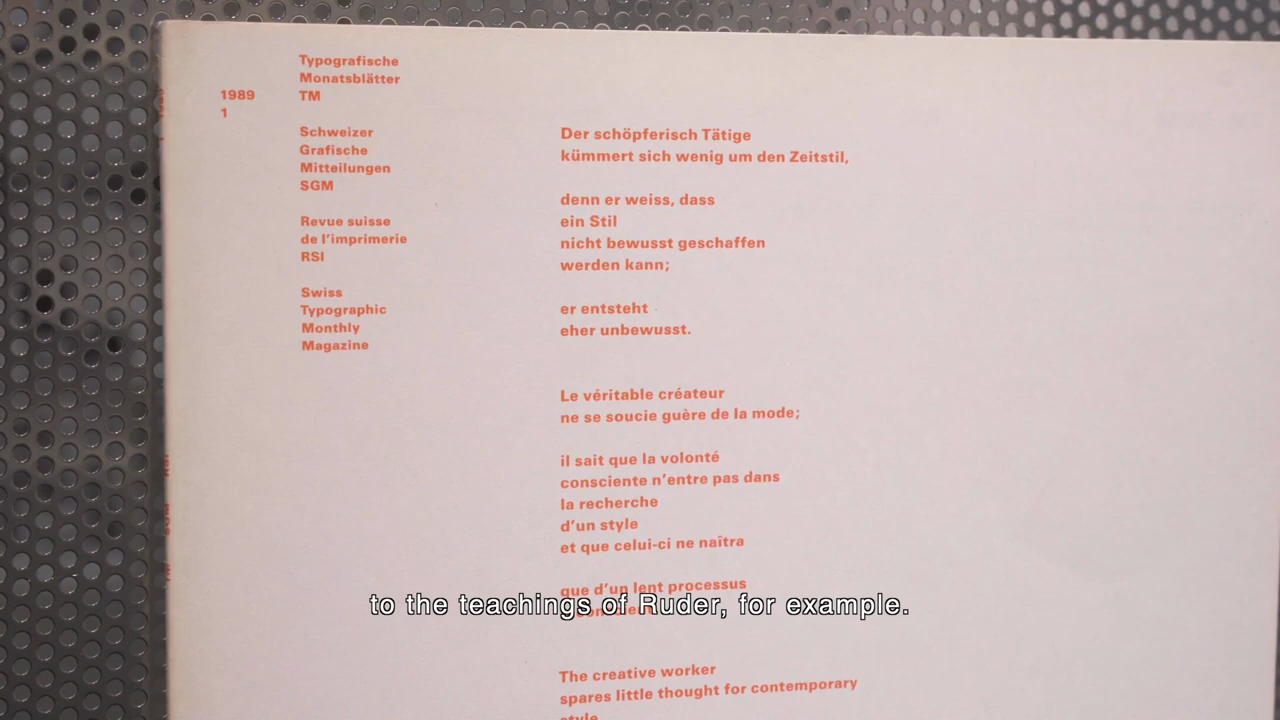 1989
1
Typografische
Monatsblätter
TM
Schweizer
Grafische
Mitteilungen
SGM
Revue suisse
de l'imprimerie
RSI
Swiss
Typographic
Monthly
Magazine
Der schöpferisch Tätige
kümmert sich wenig um den Zeitstil,
denn er weiss, dass
ein Stil
nicht bewusst geschaffen
werden kann;
er entsteht
eher unbewusst.
Le véritable créateur
ne se soucie guère de la mode;
il sait que la volonté
consciente n'entre pas dans
la recherche
d'un style
et que celui-ci ne naîtra
que d'un lent processus
to the teachings of Ruder, for example.
The creative worker
spares little thought for contemporary
style